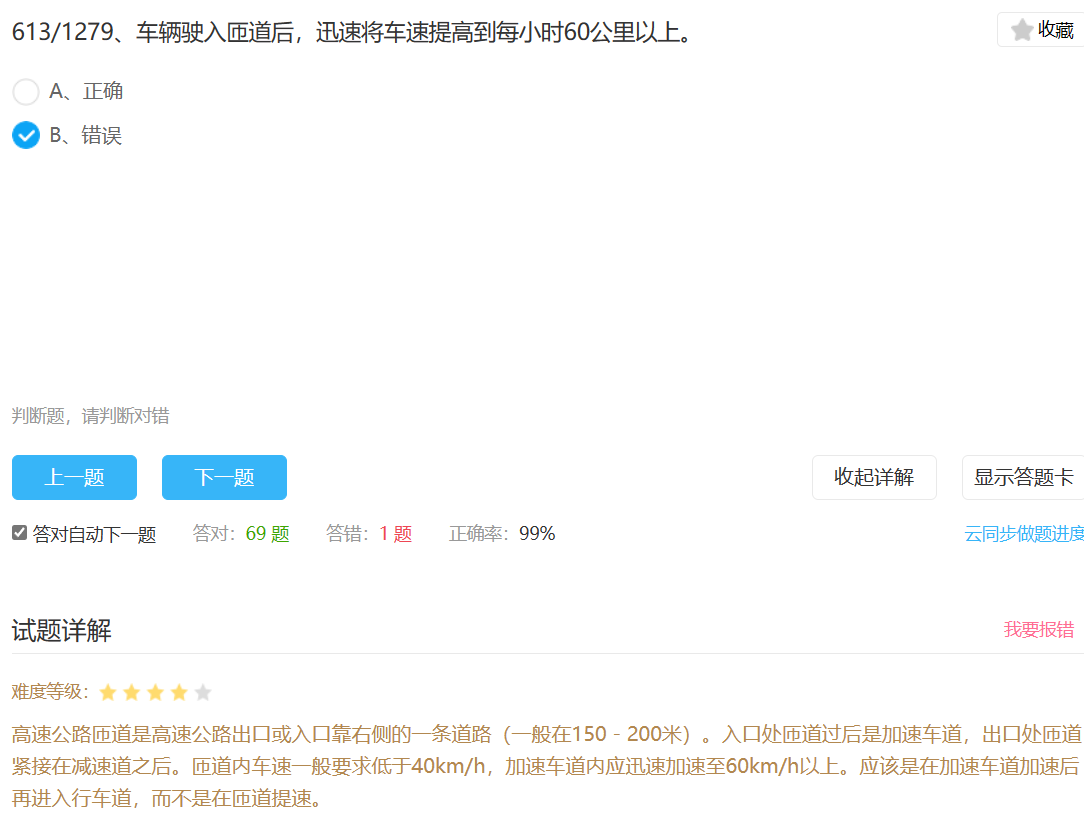 613/1279、车辆驶入匝道后，迅速将车速提高到每小时60公里以上。
收藏
A、正确
B、错误
判断题，请判断对错
上一题 下一题 收起详解 显示答题卡
答对自动下一题 答对：69 题 答错：1 题 正确率：99% 云同步做题进度
试题详解 我要报错
难度等级：
高速公路匝道是高速公路出口或入口靠右侧的一条道路（一般在150－200米）。入口处匝道过后是加速车道，出口处匝道
紧接在减速道之后。匝道内车速一般要求低于40km/h，加速车道内应迅速加速至60km/h以上。应该是在加速车道加速后
再进入行车道，而不是在匝道提速。